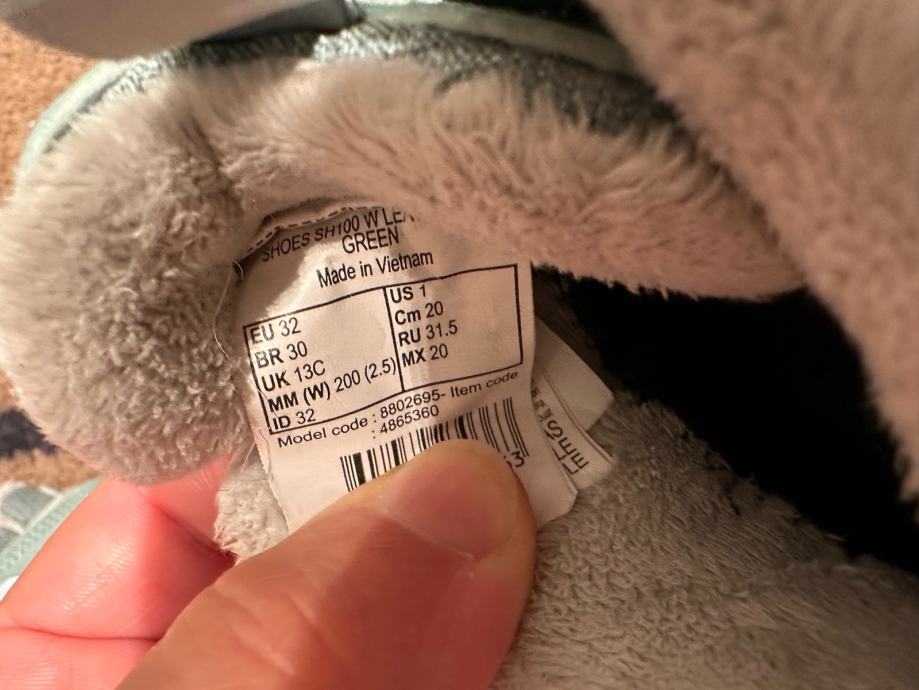 SHOES SH100 W
GREEN
Made in Vietnam
EU 32
BR 30
UK 13C
MM (W) 200 (2.5)
ID 32
US 1
Cm 20
RU 31.5
MX 20
Model code : 8802695- Item code
: 4865360